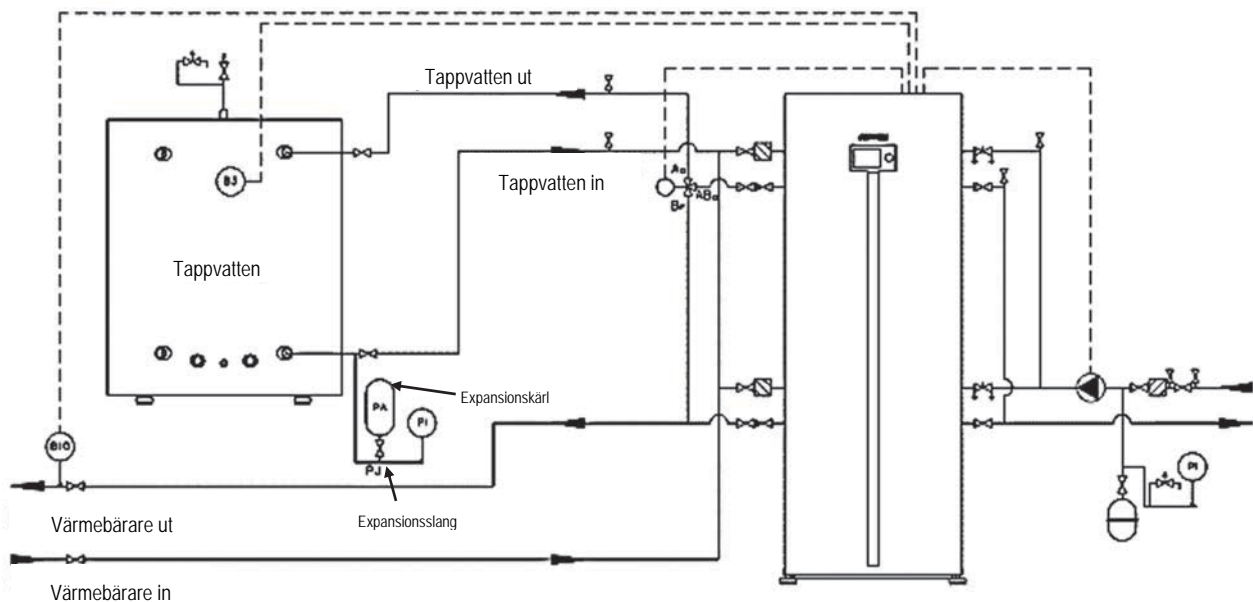 Tappvatten ut
Tappvatten in
B3
A
AB
B
Tappvatten
Expansionskärl
PA
PI
PJ
Expansionsslang
B10
PI
Värmebärare ut
Värmebärare in